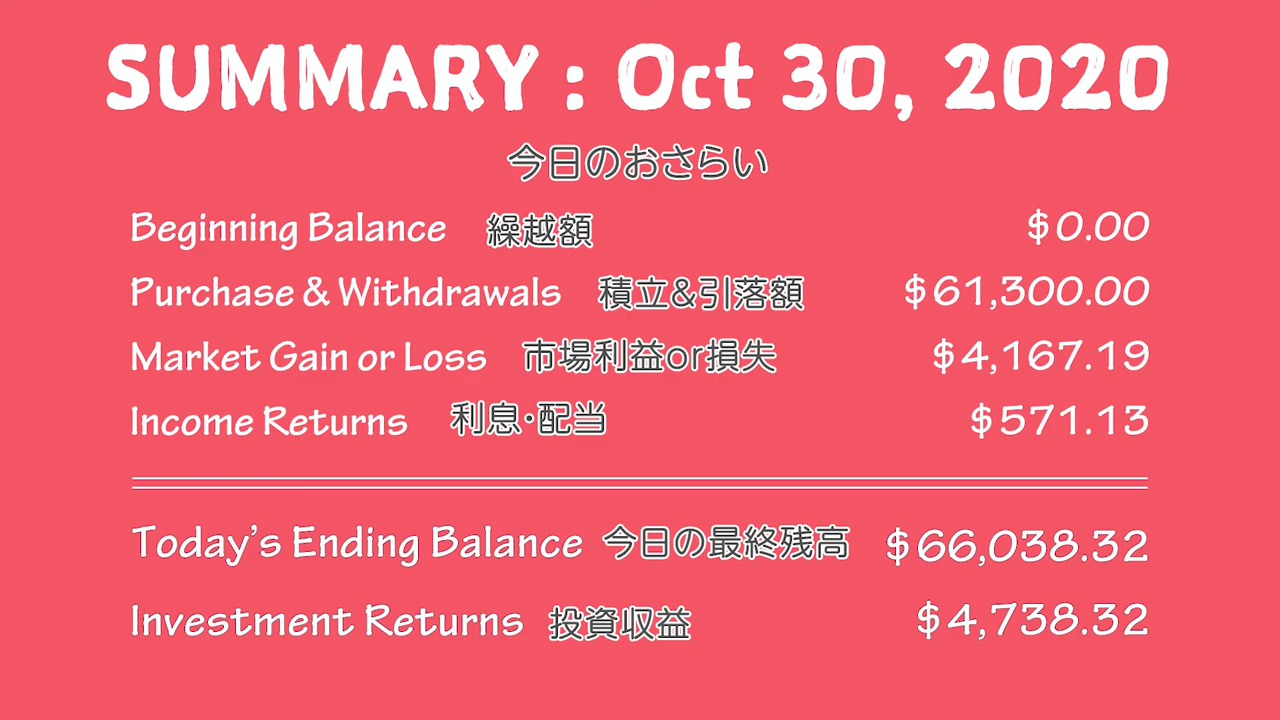 SUMMARY : Oct 30, 2020
今日のおさらい
Beginning Balance 繰越額 $0.00
Purchase & Withdrawals 積立&引落額 $61,300.00
Market Gain or Loss 市場利益or損失 $4,167.19
Income Returns 利息・配当 $571.13
Today's Ending Balance 今日の最終残高 $66,038.32
Investment Returns 投資収益 $4,738.32